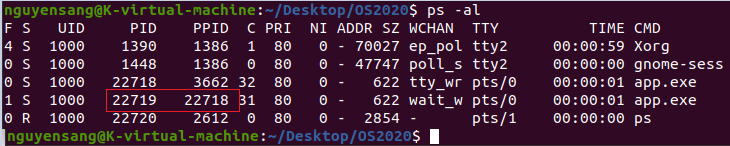 nguyensang@K-virtual-machine:~/Desktop/OS2020$ ps -al
F S UID PID PPID C PRI NI ADDR SZ WCHAN TTY TIME CMD
4 S 1000 1390 1386 1 80 0 - 70027 ep_pol tty2 00:00:59 Xorg
0 S 1000 1448 1386 0 80 0 - 47747 poll_s tty2 00:00:00 gnome-sess
0 S 1000 22718 3662 32 80 0 - 622 tty_wr pts/0 00:00:01 app.exe
1 S 1000 22719 22718 31 80 0 - 622 wait_w pts/0 00:00:01 app.exe
0 R 1000 22720 2612 0 80 0 - 2854 - pts/1 00:00:00 ps
nguyensang@K-virtual-machine:~/Desktop/OS2020$